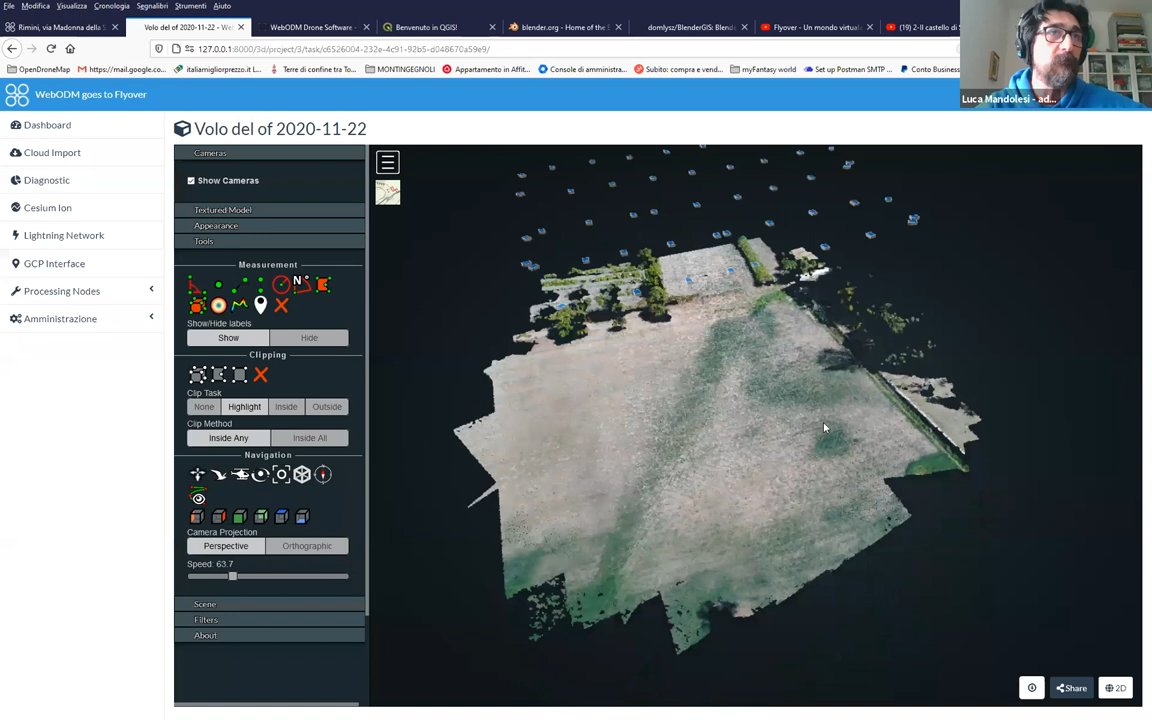 File Modifica Visualizza Cronologia Segnalibri Strumenti Aiuto
Rimini, via Madonna della S
Volo del of 2020-11-22 - We
WebODM Drone Software -
Benvenuto in QGIS!
blender.org - Home of the B
domlysz/BlenderGIS: Blend
Flyover - Un mondo virtuale
(19) 2-Il castello di
127.0.0.1:8000/3d/project/3/task/c6526004-232e-4c91-92b5-d048670a59e9/
OpenDroneMap
https://mail.google.co...
italiamigliorprezzo.it L...
Terre di confine tra To...
MONTINGEGNOLI
Appartamento in Affit...
Console di amministra...
Subito: compra e vend...
myFantasy world
Set up Postman SMTP ...
Conto Business
Luca Mandolesi - ad...
WebODM goes to Flyover
Dashboard
Cloud Import
Diagnostic
Cesium Ion
Lightning Network
GCP Interface
Processing Nodes
Amministrazione
Volo del of 2020-11-22
Cameras
Show Cameras
Textured Model
Appearance
Tools
Measurement
N
Show/Hide labels
Show Hide
Clipping
Clip Task
None Highlight Inside Outside
Clip Method
Inside Any Inside All
Navigation
Camera Projection
Perspective Orthographic
Speed: 63.7
Scene
Filters
About
Share
2D